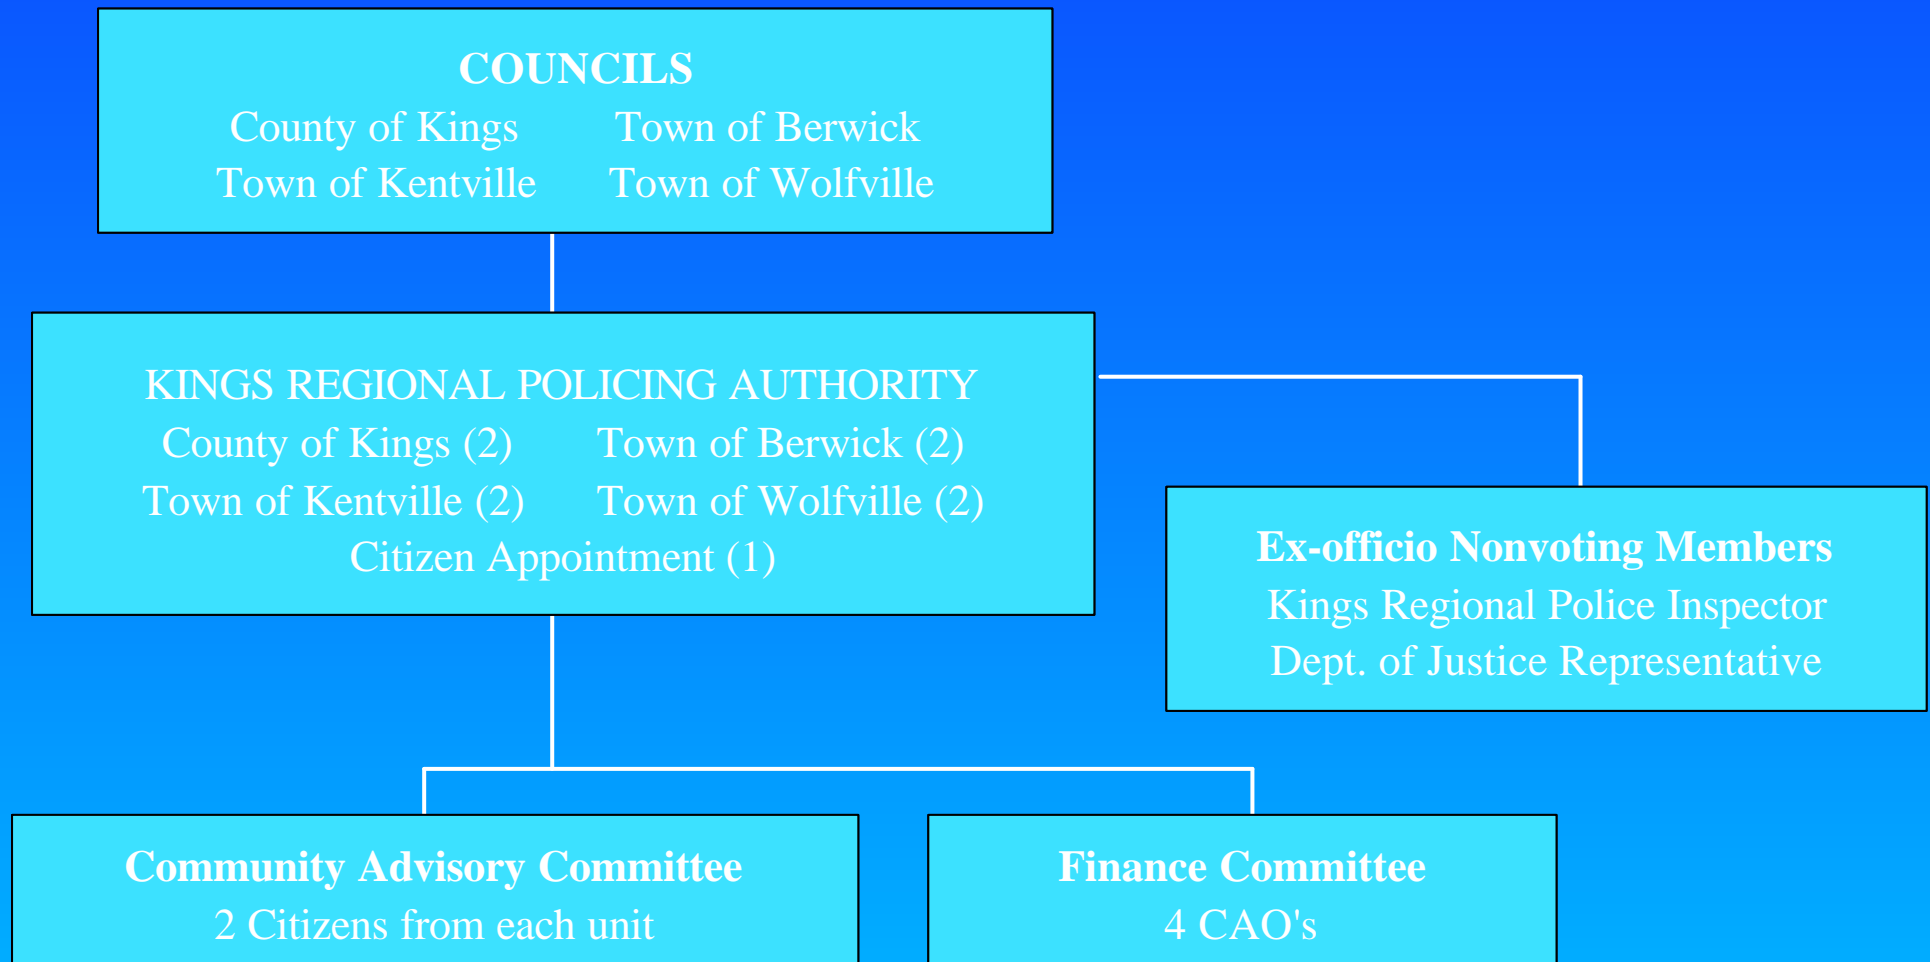 COUNCILS
County of Kings Town of Berwick
Town of Kentville Town of Wolfville
KINGS REGIONAL POLICING AUTHORITY
County of Kings (2) Town of Berwick (2)
Town of Kentville (2) Town of Wolfville (2)
Citizen Appointment (1)
Ex-officio Nonvoting Members
Kings Regional Police Inspector
Dept. of Justice Representative
Community Advisory Committee
2 Citizens from each unit
Finance Committee
4 CAO's